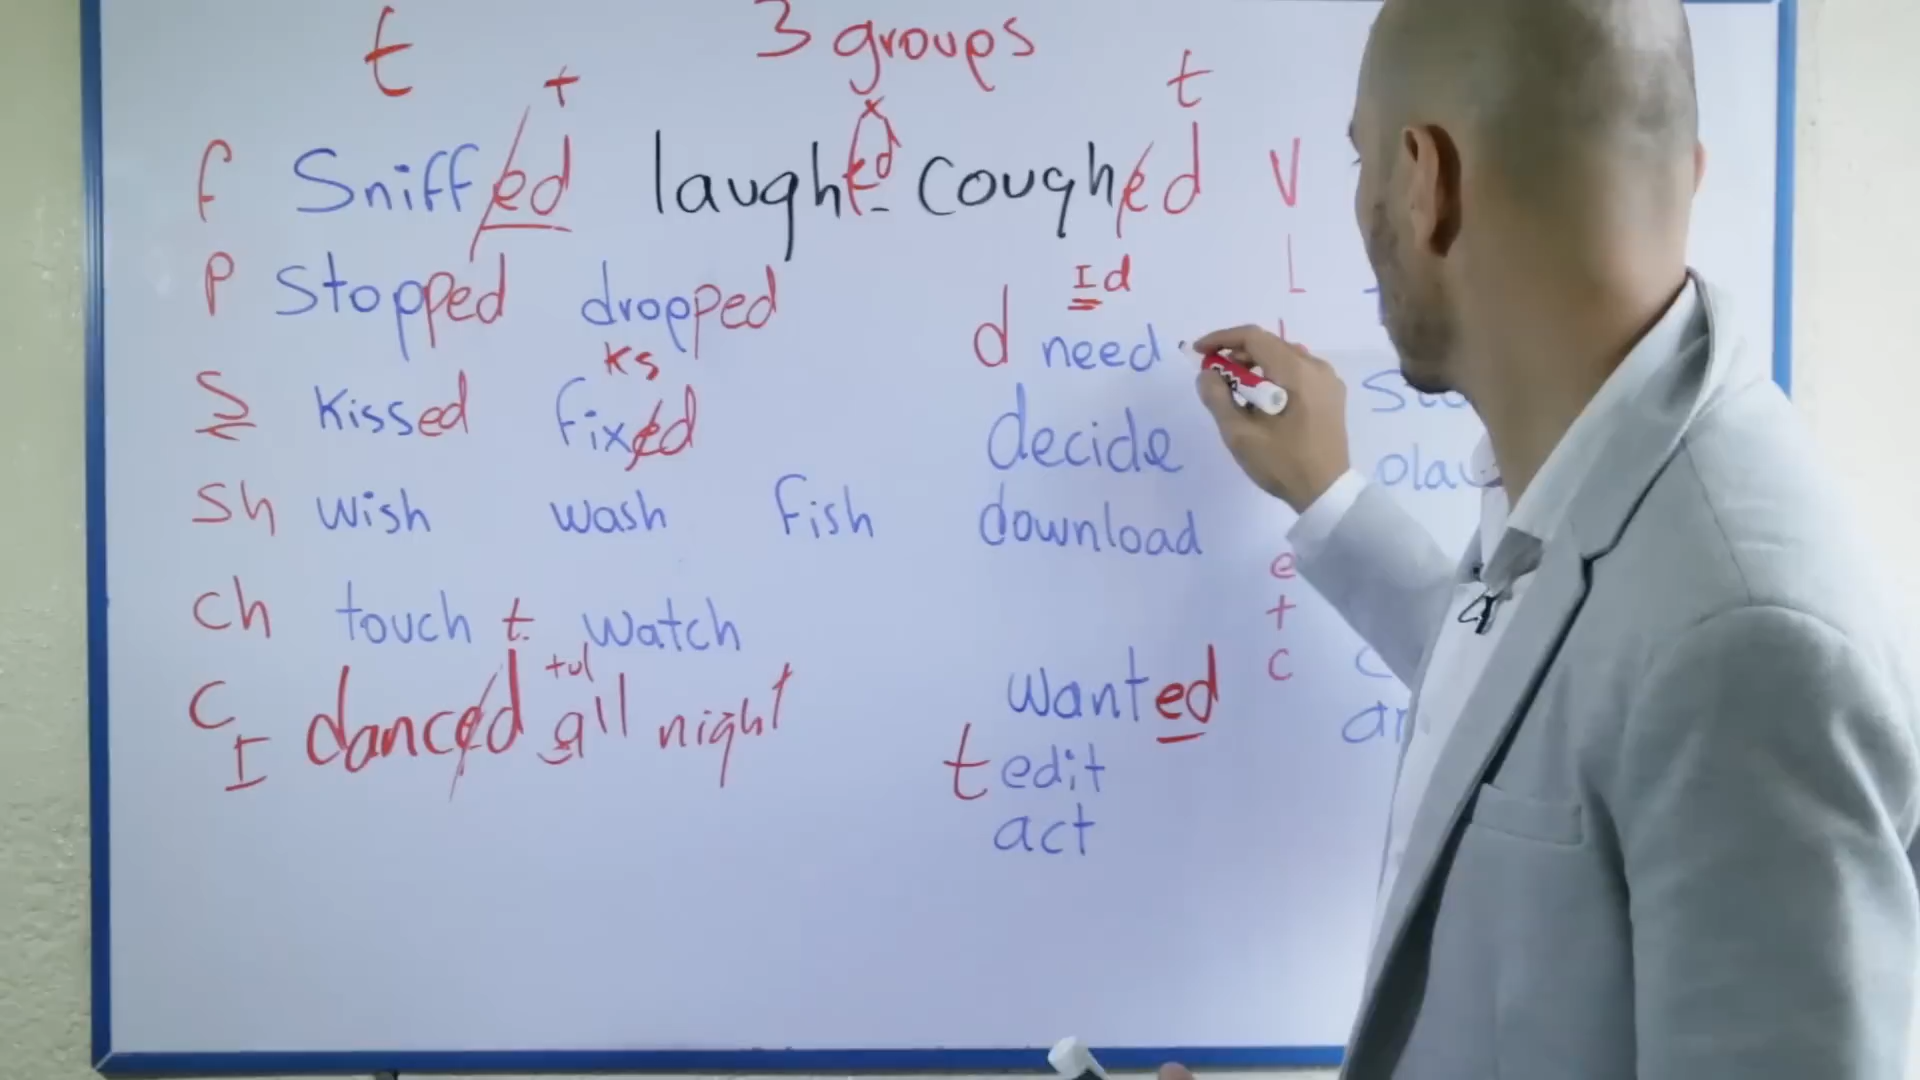 t 3 groups
t t
f Sniffed laughed coughed V
P stopped dropped Id L
ks d need
S kissed fixed decide
Sh wish wash fish download
e
ch touch t. watch t
tul wanted c
C
I danced all night t edit
act